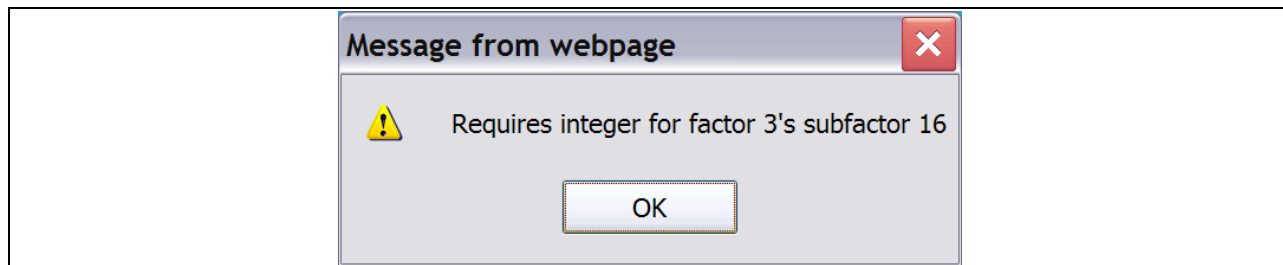 Message from webpage
Requires integer for factor 3's subfactor 16
OK